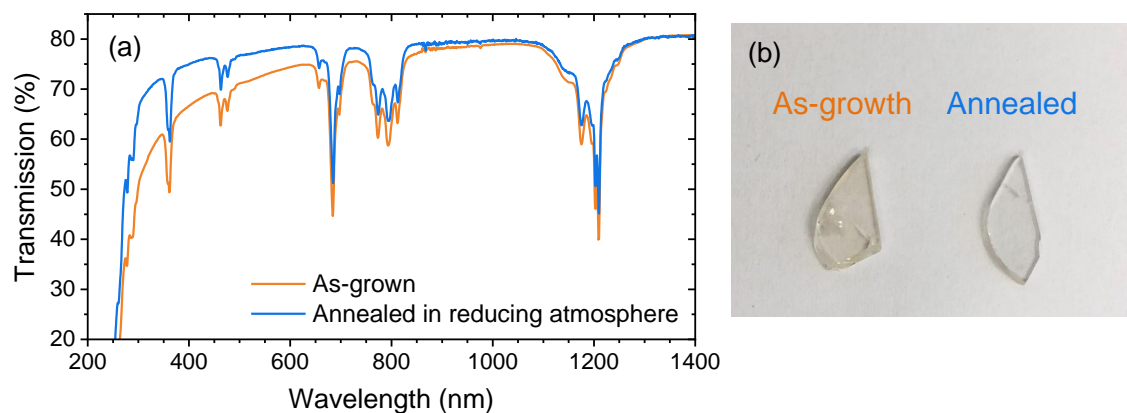 (a)
Transmission (%)
80
70
60
50
40
30
20
As-grown
Annealed in reducing atmosphere
200 400 600 800 1000 1200 1400
Wavelength (nm)
(b)
As-growth Annealed